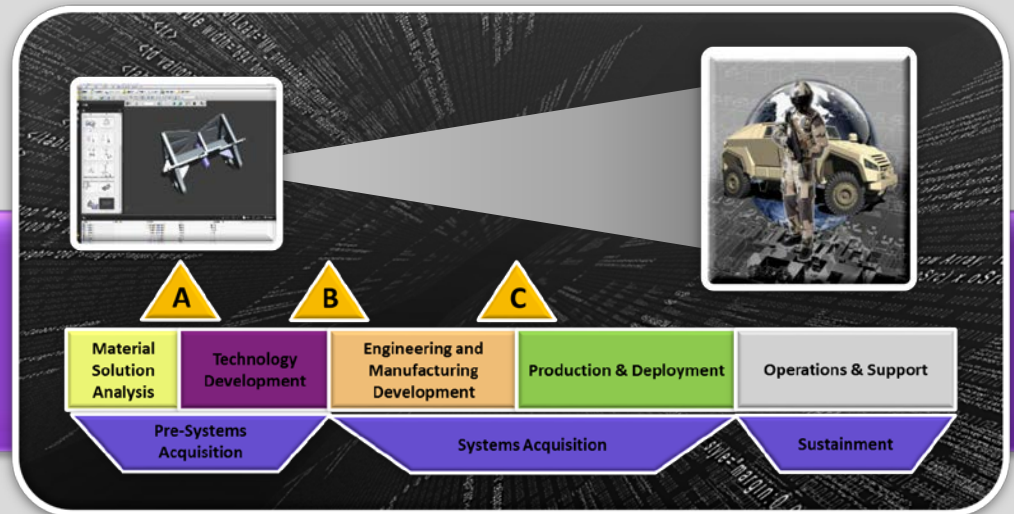 A
B
C
Material
Solution
Analysis
Technology
Development
Engineering and
Manufacturing
Development
Production & Deployment
Operations & Support
Pre-Systems
Acquisition
Systems Acquisition
Sustainment